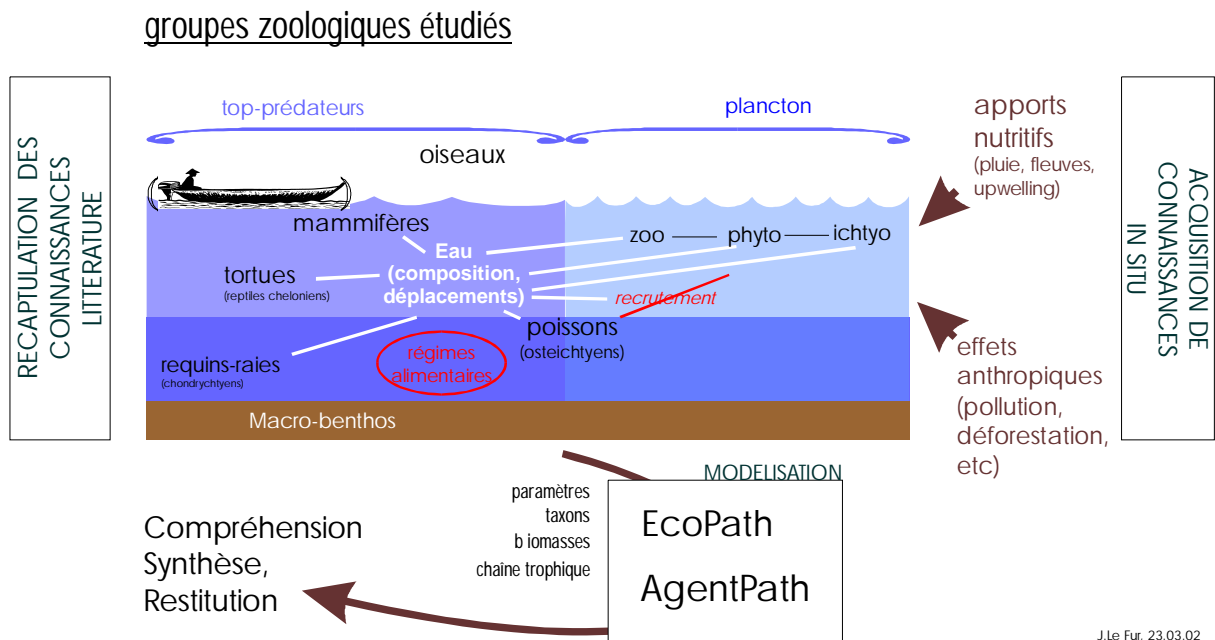 groupes zoologiques étudiés
RECAPTULATION DES
CONNAISSANCES
LITTERATURE
top-prédateurs
plancton
oiseaux
mammifères
Eau
(composition,
déplacements)
zoo
phyto
ichtyo
tortues
(reptiles cheloniens)
recrutement
poissons
(osteichtyens)
requins-raies
(chondrychtyens)
régimes
alimentaires
Macro-benthos
apports
nutritifs
(pluie, fleuves,
upwelling)
effets
anthropiques
(pollution,
déforestation,
etc)
ACQUISITION DE
CONNAISSANCES
IN SITU
MODELISATION
paramètres
taxons
b iomasses
chaîne trophique
EcoPath
AgentPath
Compréhension
Synthèse,
Restitution
J.Le Fur, 23.03.02